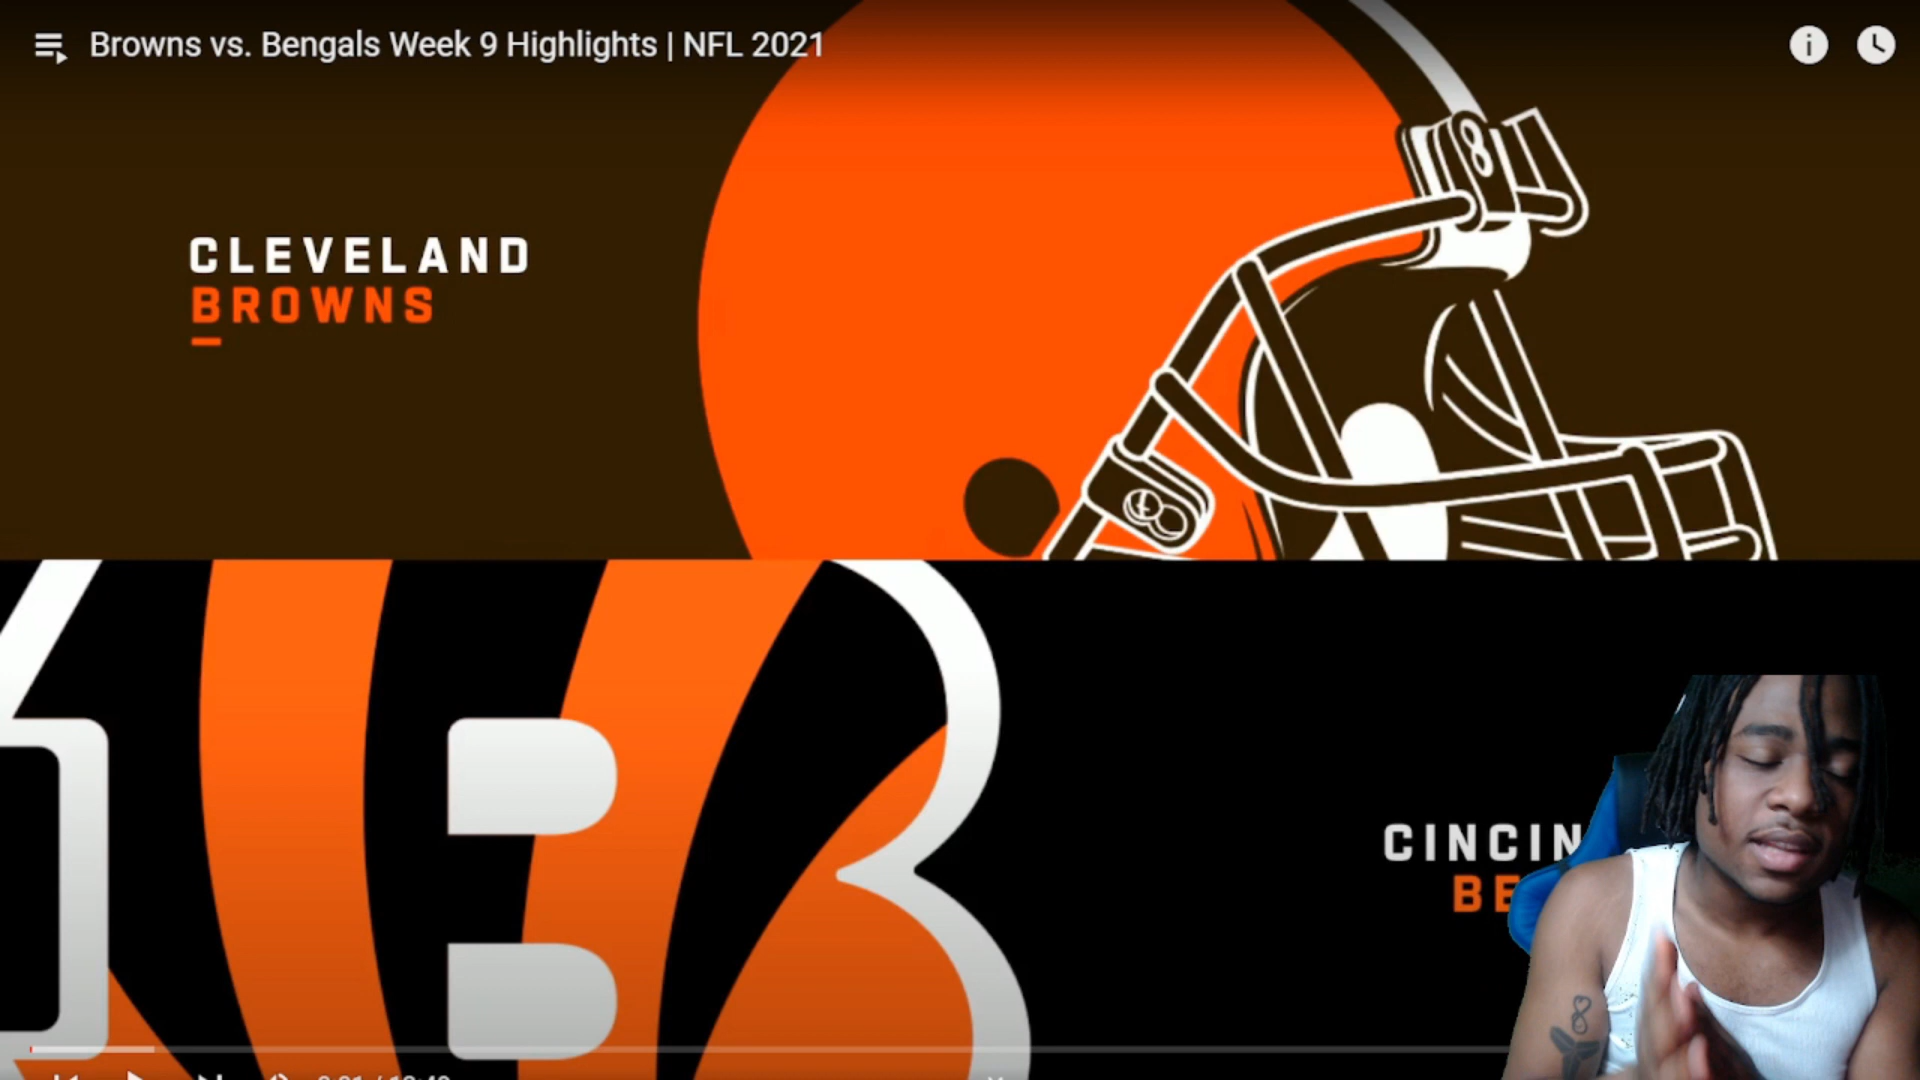 Browns vs. Bengals Week 9 Highlights | NFL 2021
CLEVELAND
BROWNS
CINCIN
BE